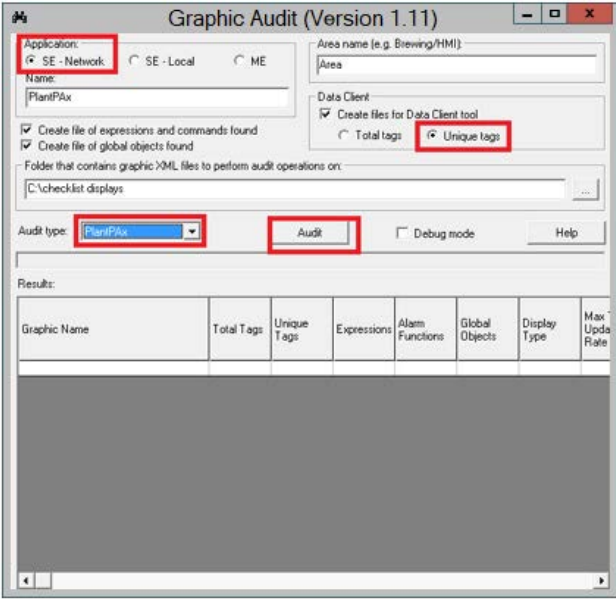 Graphic Audit (Version 1.11)
Application:
SE - Network
SE - Local
ME
Name:
PlantPAx
Area name (e.g. Brewing/HMI):
Area
Data Client
Create files for Data Client tool
Total tags
Unique tags
Create file of expressions and commands found
Create file of global objects found
Folder that contains graphic XML files to perform audit operations on:
C:\checklist displays
...
Audit type:
PlantPAx
Audit
Debug mode
Help
Results:
Graphic Name
Total Tags
Unique
Tags
Expressions
Alarm
Functions
Global
Objects
Display
Type
Max
Upda
Rate